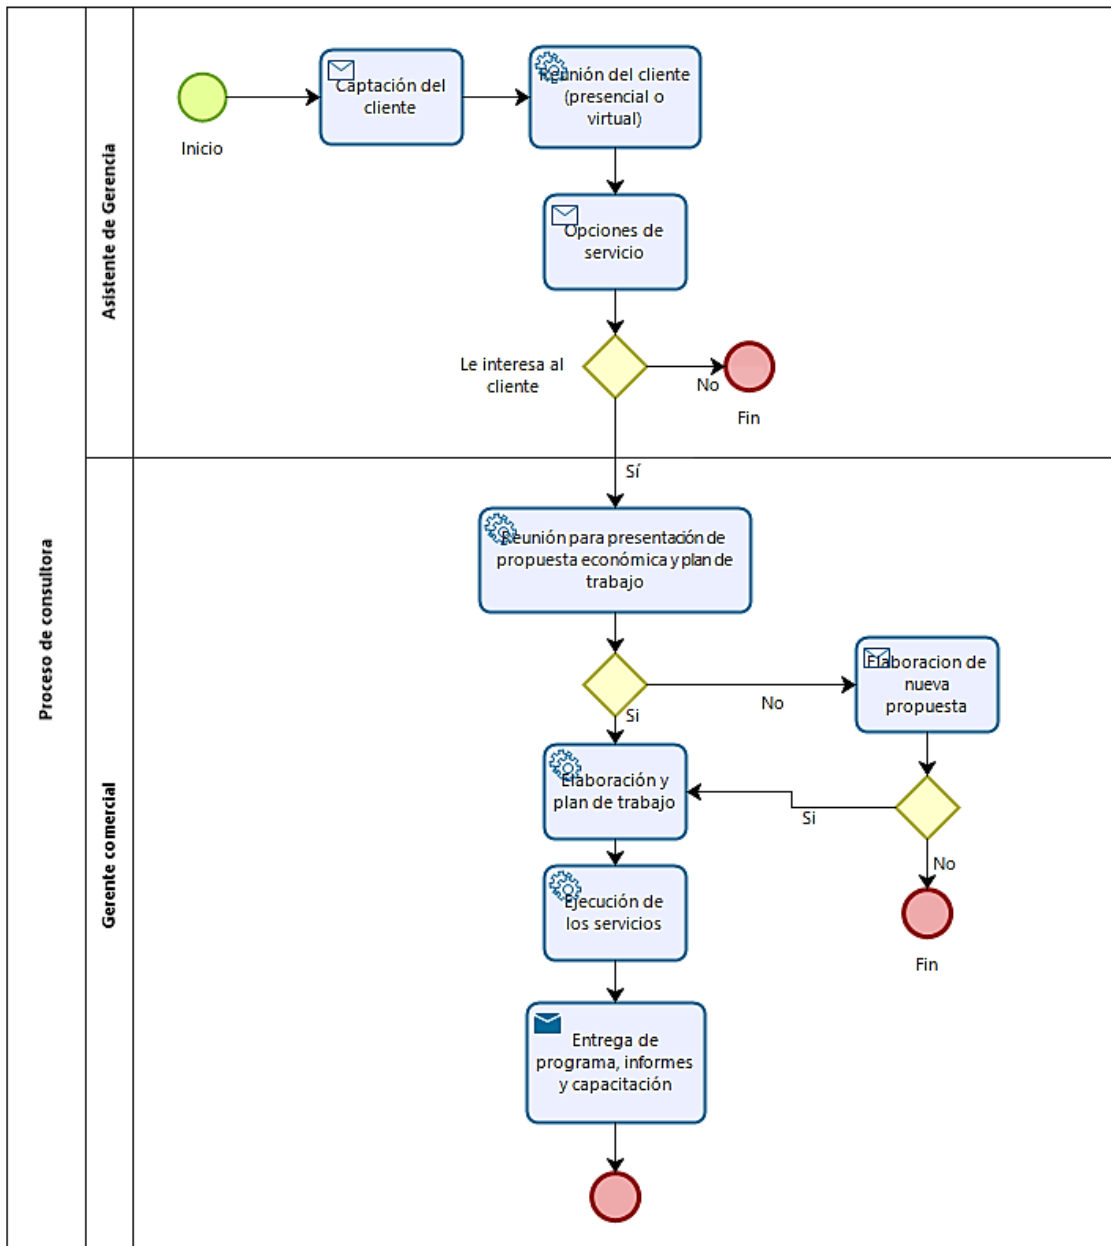 Proceso de consultora
Asistente de Gerencia
Inicio
Captación del
cliente
Reunión del cliente
(presencial o
virtual)
Opciones de
servicio
Le interesa al
cliente
No
Fin
Gerente comercial
Sí
Reunión para presentación de
propuesta económica y plan de
trabajo
Si
No
Elaboracion de
nueva
propuesta
Elaboración y
plan de trabajo
Si
No
Fin
Ejecución de
los servicios
Entrega de
programa, informes
y capacitación